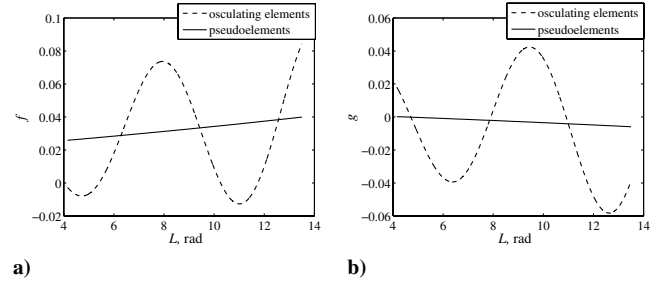 osculating elements
pseudoelements
0.1
0.08
0.06
0.04
0.02
0
−0.02
f
4
6
8
10
12
14
L, rad
a)
osculating elements
pseudoelements
0.06
0.04
0.02
0
−0.02
−0.04
−0.06
g
4
6
8
10
12
14
L, rad
b)